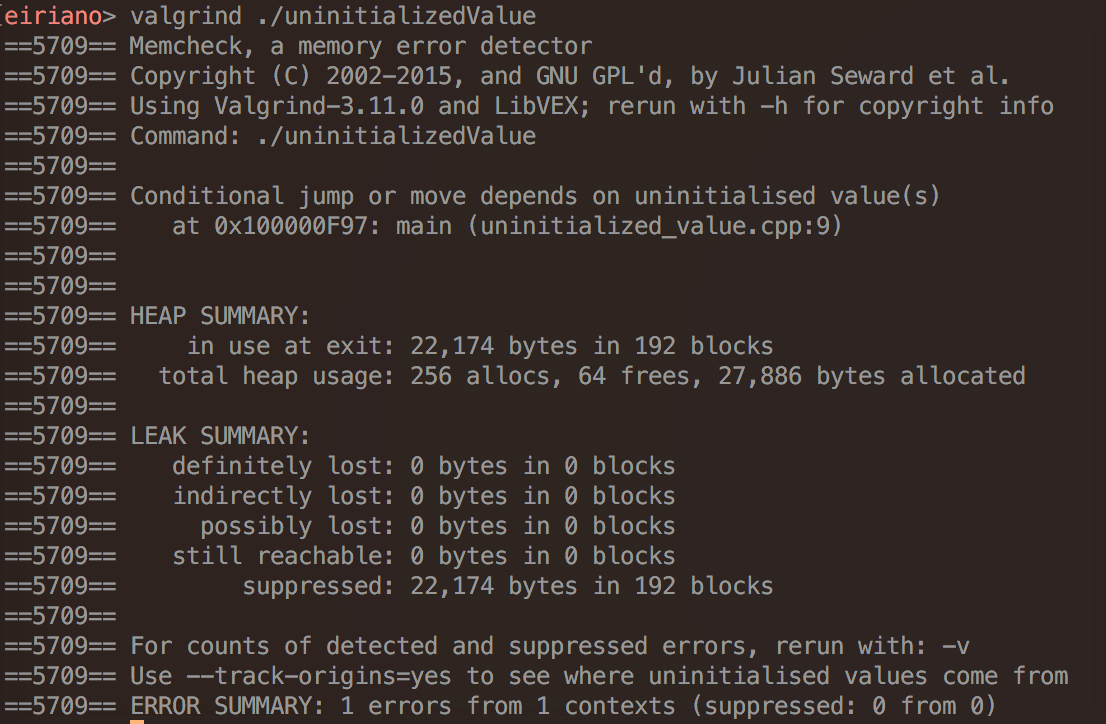 eiriano> valgrind ./uninitializedValue
==5709== Memcheck, a memory error detector
==5709== Copyright (C) 2002-2015, and GNU GPL'd, by Julian Seward et al.
==5709== Using Valgrind-3.11.0 and LibVEX; rerun with -h for copyright info
==5709== Command: ./uninitializedValue
==5709==
==5709== Conditional jump or move depends on uninitialised value(s)
==5709==    at 0x100000F97: main (uninitialized_value.cpp:9)
==5709==
==5709==
==5709== HEAP SUMMARY:
==5709==     in use at exit: 22,174 bytes in 192 blocks
==5709==   total heap usage: 256 allocs, 64 frees, 27,886 bytes allocated
==5709==
==5709== LEAK SUMMARY:
==5709==    definitely lost: 0 bytes in 0 blocks
==5709==    indirectly lost: 0 bytes in 0 blocks
==5709==      possibly lost: 0 bytes in 0 blocks
==5709==    still reachable: 0 bytes in 0 blocks
==5709==         suppressed: 22,174 bytes in 192 blocks
==5709==
==5709== For counts of detected and suppressed errors, rerun with: -v
==5709== Use --track-origins=yes to see where uninitialised values come from
==5709== ERROR SUMMARY: 1 errors from 1 contexts (suppressed: 0 from 0)